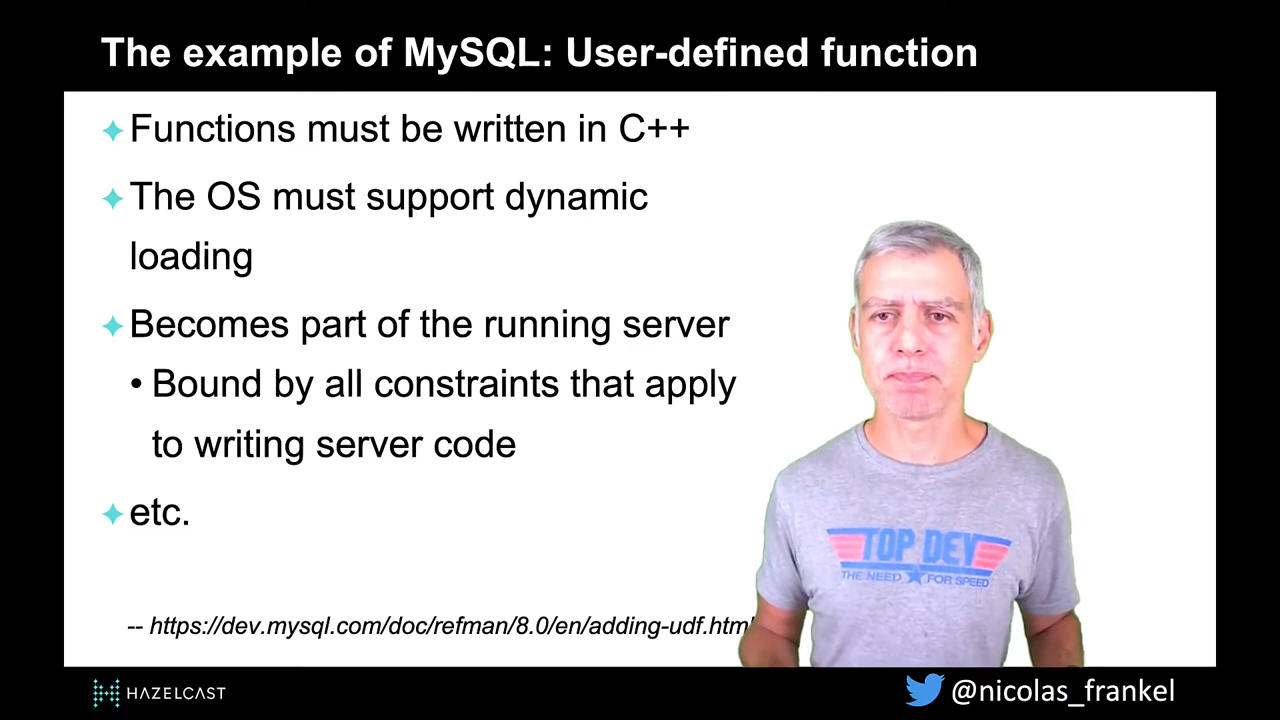 The example of MySQL: User-defined function
Functions must be written in C++
The OS must support dynamic
loading
Becomes part of the running server
• Bound by all constraints that apply
to writing server code
etc.
-- https://dev.mysql.com/doc/refman/8.0/en/adding-udf.html
TOP DEV
THE NEED FOR SPEED
HAZELCAST
@nicolas_frankel